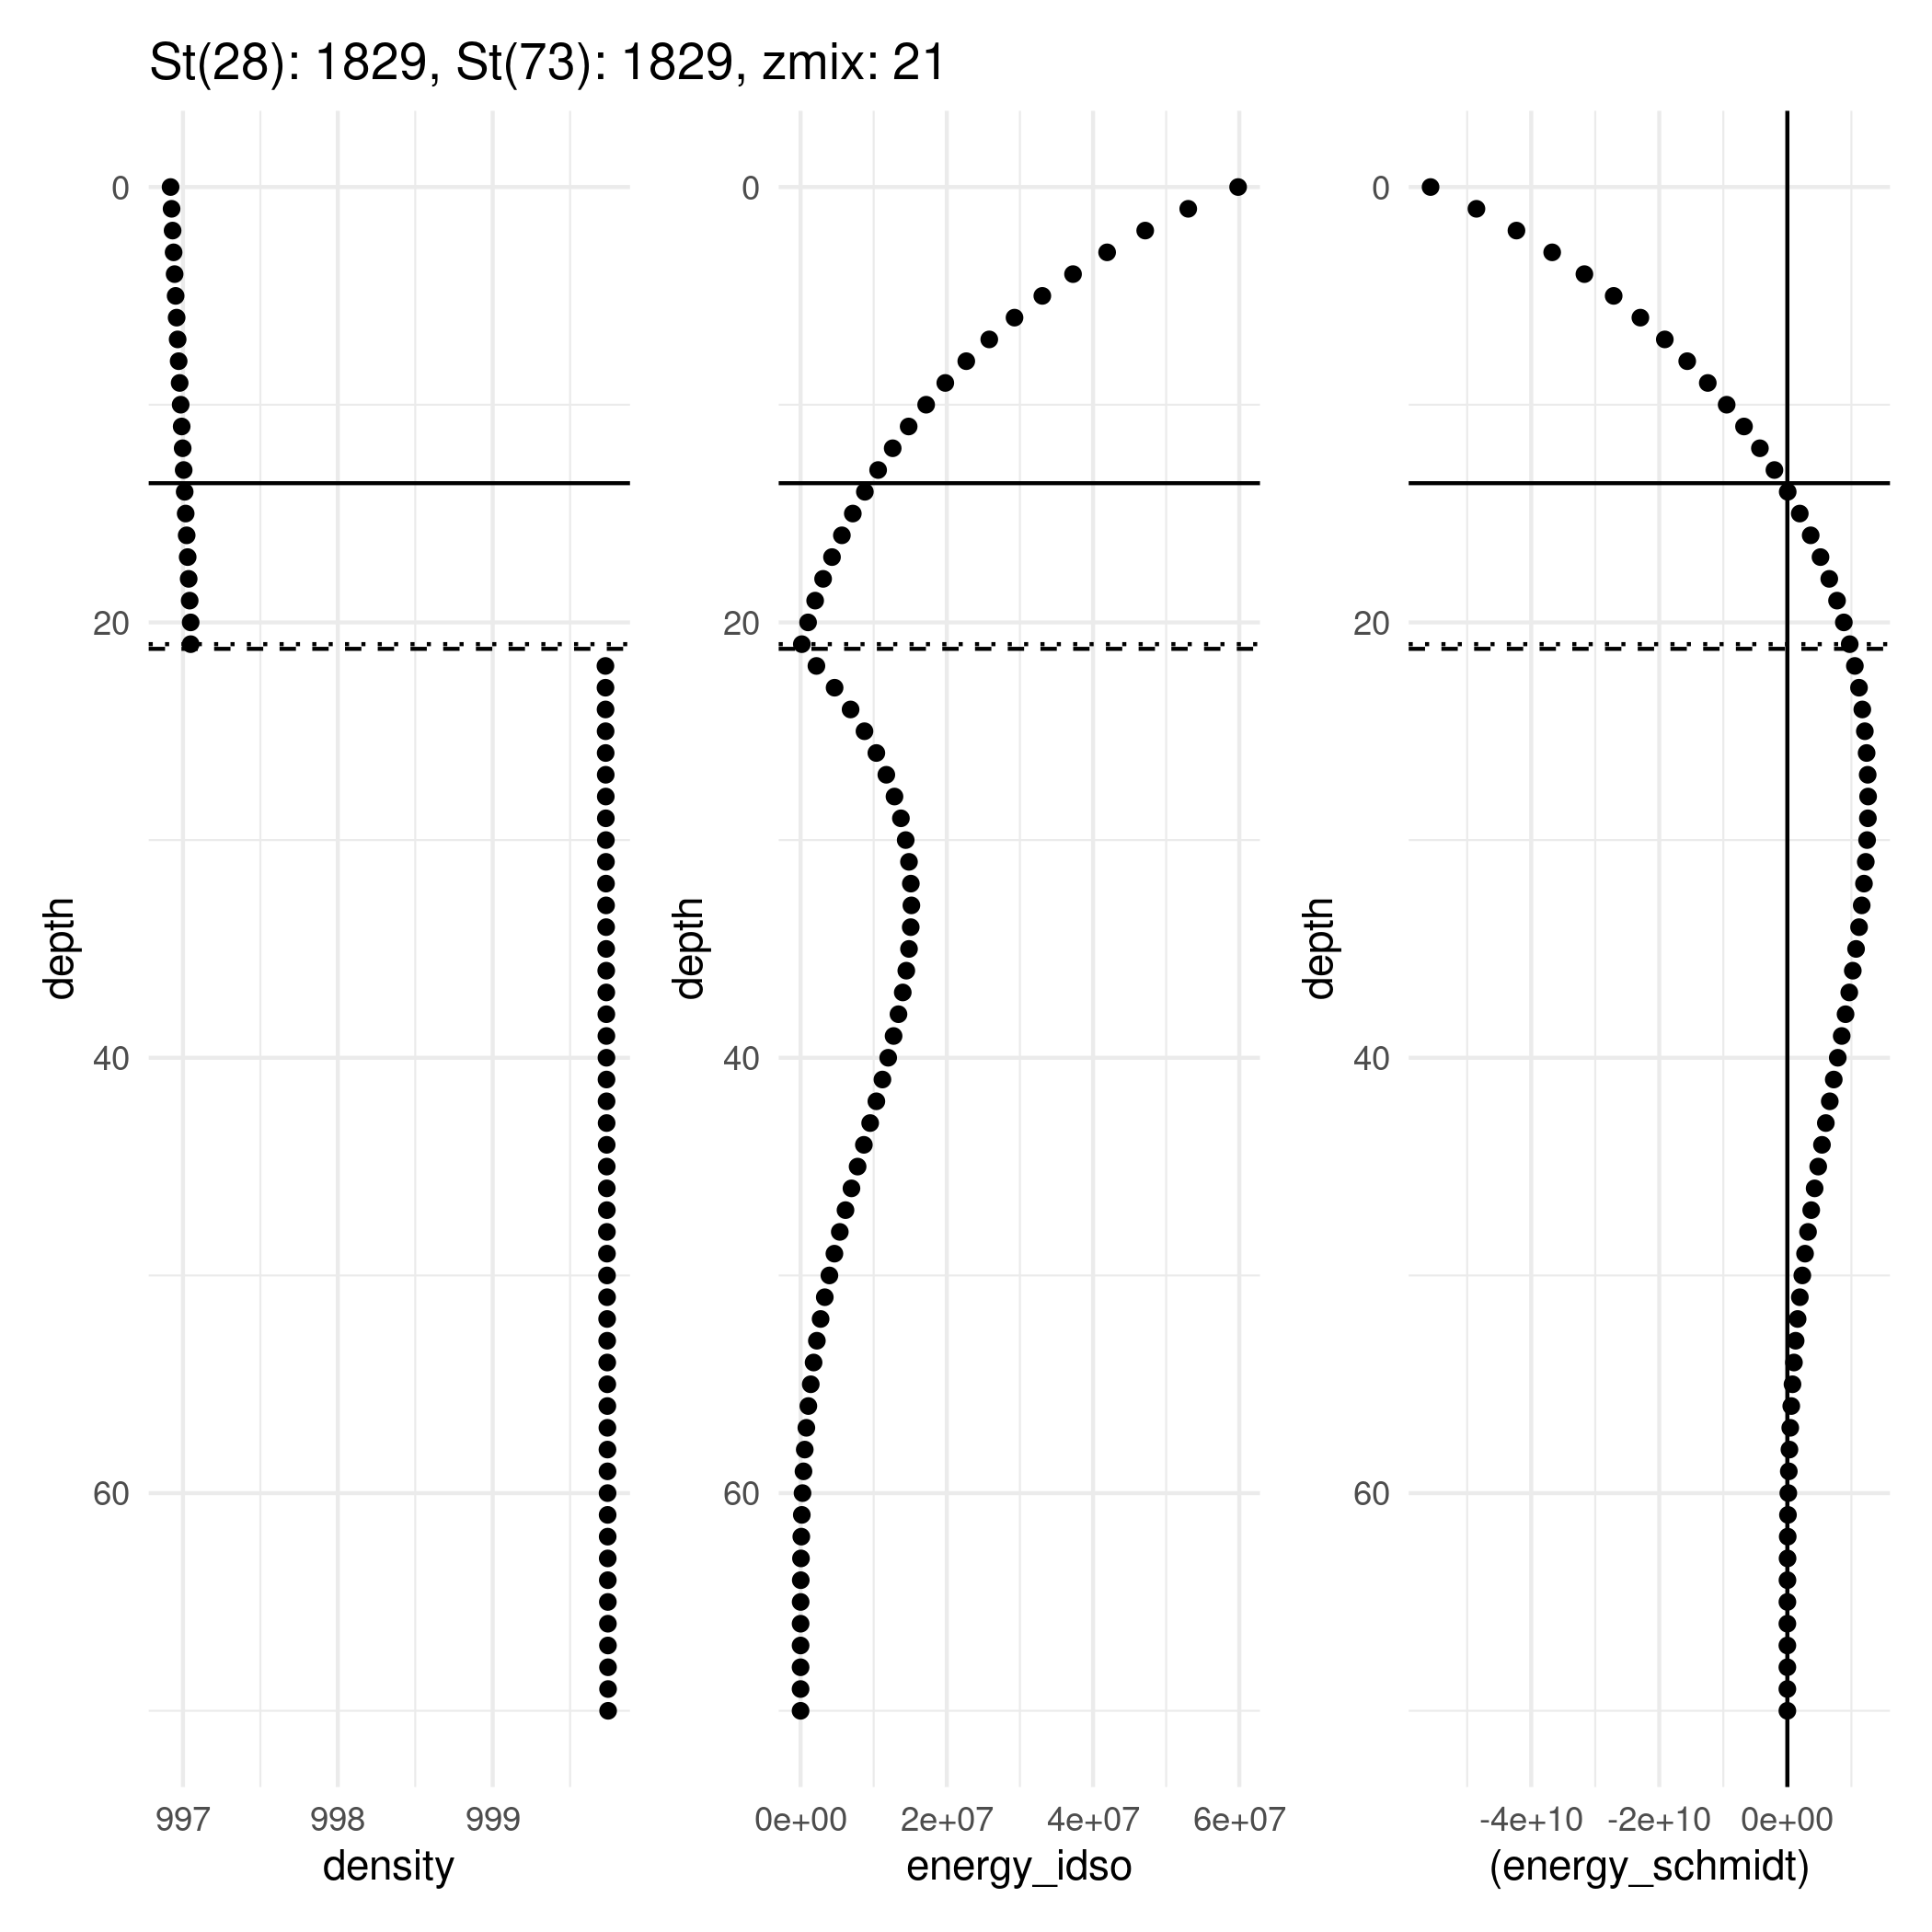 St(28): 1829, St(73): 1829, zmix: 21
0
20
40
60
depth
997 998 999
density
0
20
40
60
depth
0e+00 2e+07 4e+07 6e+07
energy_idso
0
20
40
60
depth
-4e+10 -2e+10 0e+00
(energy_schmidt)